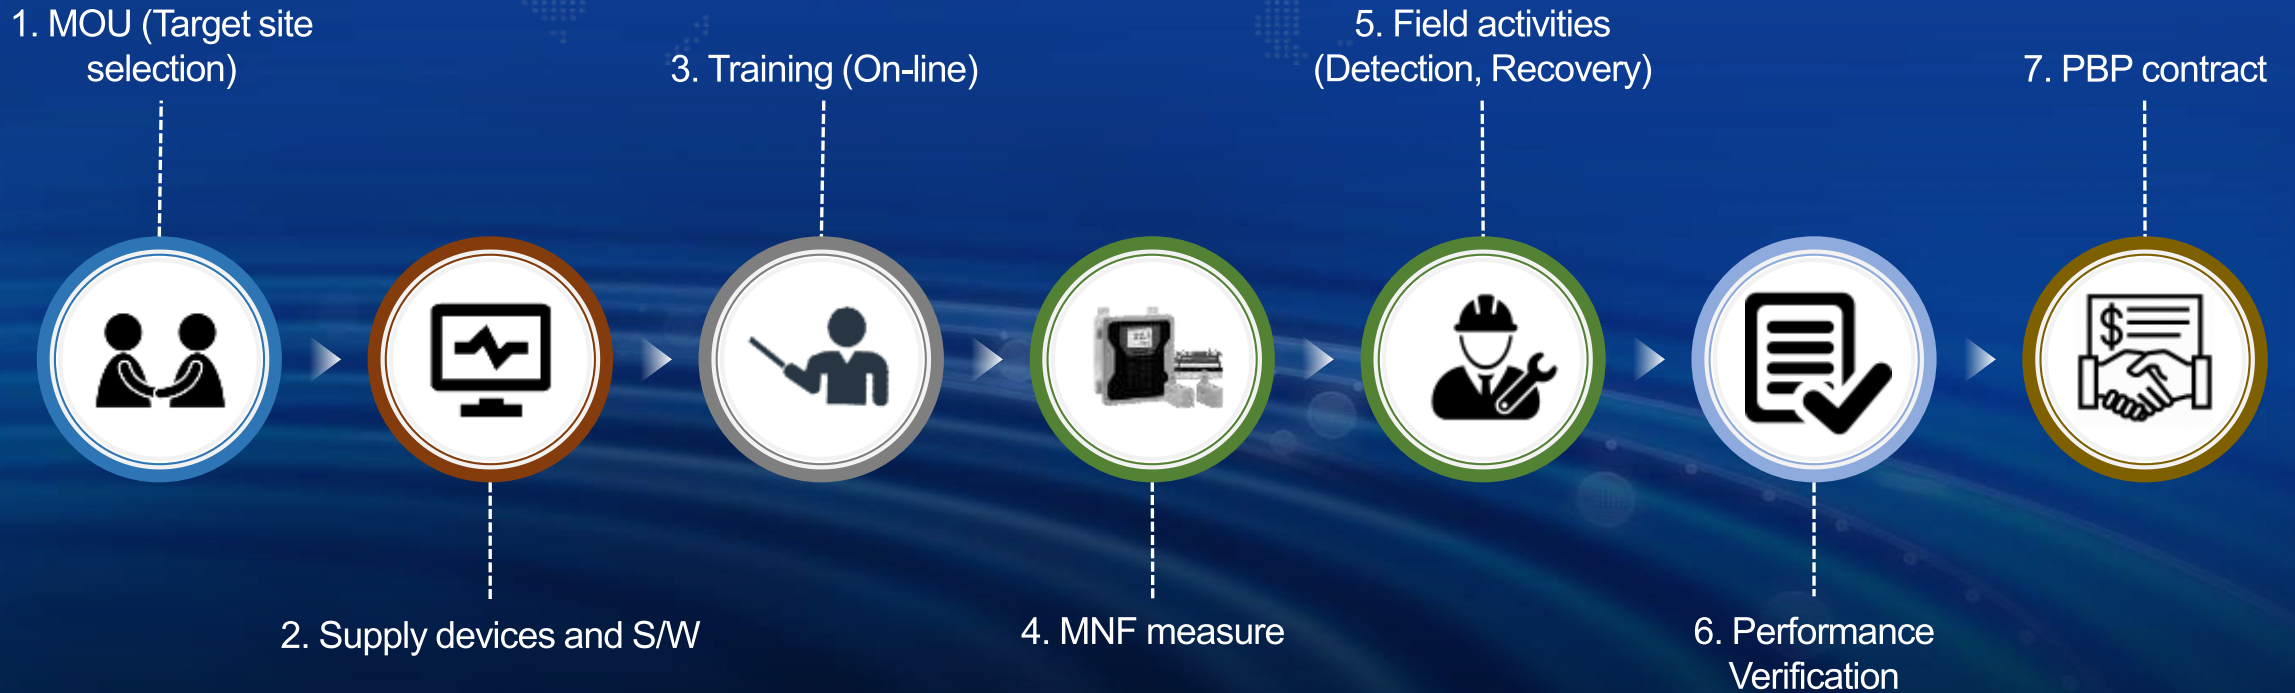 1. MOU (Target site
selection)
2. Supply devices and S/W
3. Training (On-line)
4. MNF measure
5. Field activities
(Detection, Recovery)
6. Performance
Verification
7. PBP contract
$